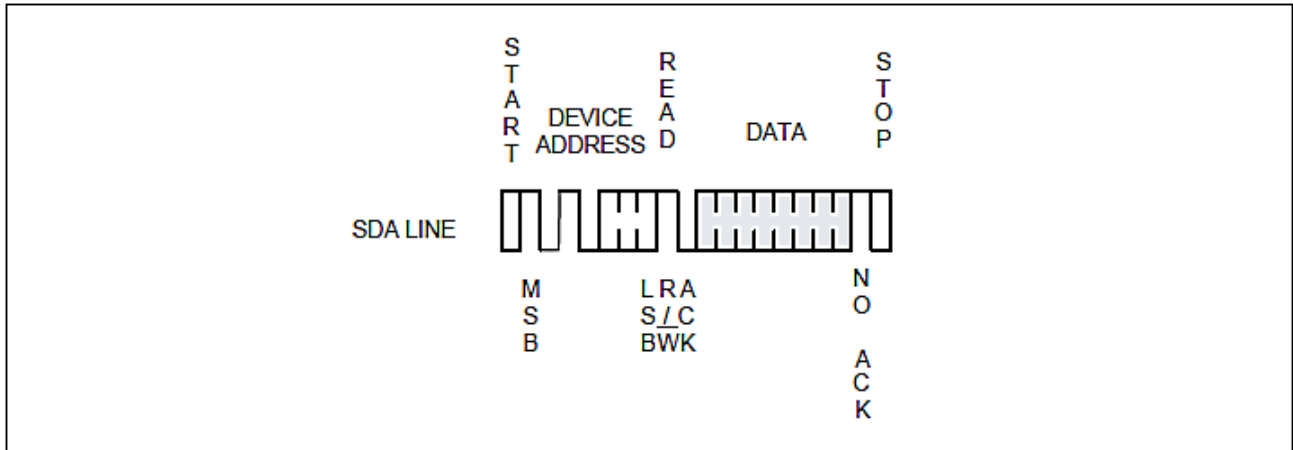 START
DEVICE
ADDRESS
READ
DATA
STOP
SDA LINE
MSB
LSB
R/W
ACK
NO ACK